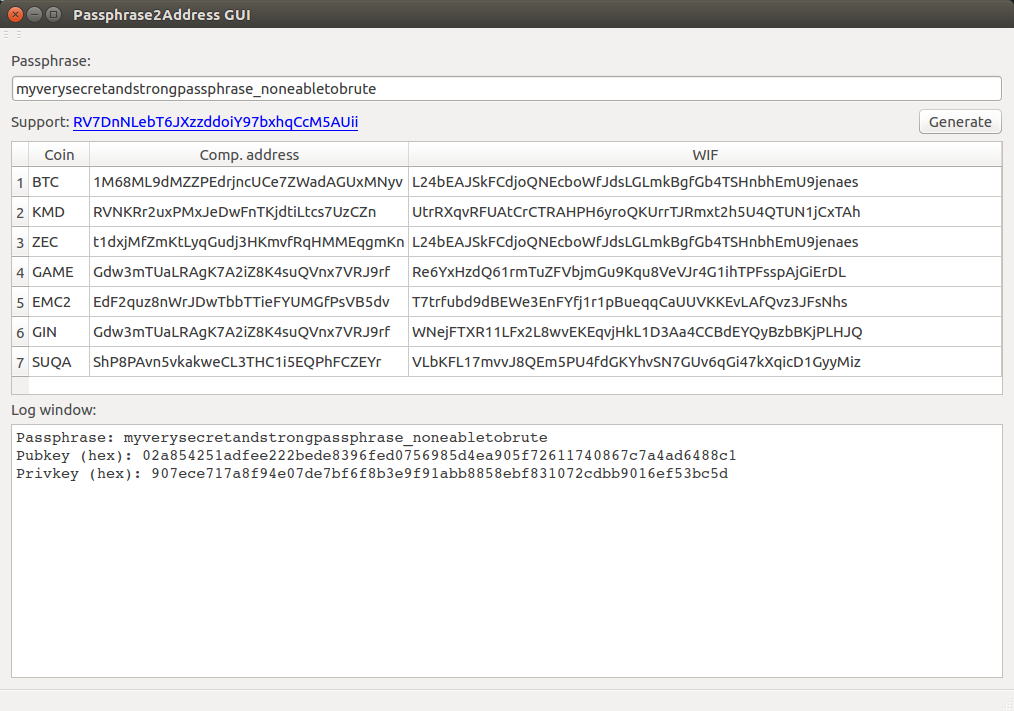 Passphrase2Address GUI
Passphrase:
myverysecretandstrongpassphrase_noneabletobrute
Support: RV7DnNLebT6JXzzddoiY97bxhqCcM5AUii
Generate
Coin Comp. address WIF
1 BTC 1M68ML9dMZZPEdrjncUCe7ZWadAGUxMNyv L24bEAJSkFCdjoQNEcboWfJdsLGLmkBgfGb4TSHnbhEmU9jenaes
2 KMD RVNKRr2uxPMxJeDwFnTKjdtiLtcs7UzCZn UtrRXqvRFUAtCrCTRAHPH6yroQKUrrTJRmxt2h5U4QTUN1jCxTAh
3 ZEC t1dxjMfZmKtLyqGudj3HKmvfRqHMMEqgmKn L24bEAJSkFCdjoQNEcboWfJdsLGLmkBgfGb4TSHnbhEmU9jenaes
4 GAME Gdw3mTUaLRAgK7A2iZ8K4suQVnx7VRJ9rf Re6YxHzdQ61rmTuZFVbjmGu9Kqu8VeVJr4G1ihTPFsspAjGiErDL
5 EMC2 EdF2quz8nWrJDwTbbTTieFYUMGfPsVB5dv T7trfubd9dBEWe3EnFYfj1r1pBueqqCaUUVKKEvLAfQvz3JFsNhs
6 GIN Gdw3mTUaLRAgK7A2iZ8K4suQVnx7VRJ9rf WNejFTXR11LFx2L8wvEKEqvjHkL1D3Aa4CCBdEYQyBzbBKjPLHJQ
7 SUQA ShP8PAvn5vkakweCL3THC1i5EQPhFCZEYr VLbKFL17mvvJ8QEm5PU4fdGKYhvSN7GUv6qGi47kXqicD1GyyMiz
Log window:
Passphrase: myverysecretandstrongpassphrase_noneabletobrute
Pubkey (hex): 02a854251adfee222bede8396fed0756985d4ea905f72611740867c7a4ad6488c1
Privkey (hex): 907ece717a8f94e07de7bf6f8b3e9f91abb8858ebf831072cdbb9016ef53bc5d